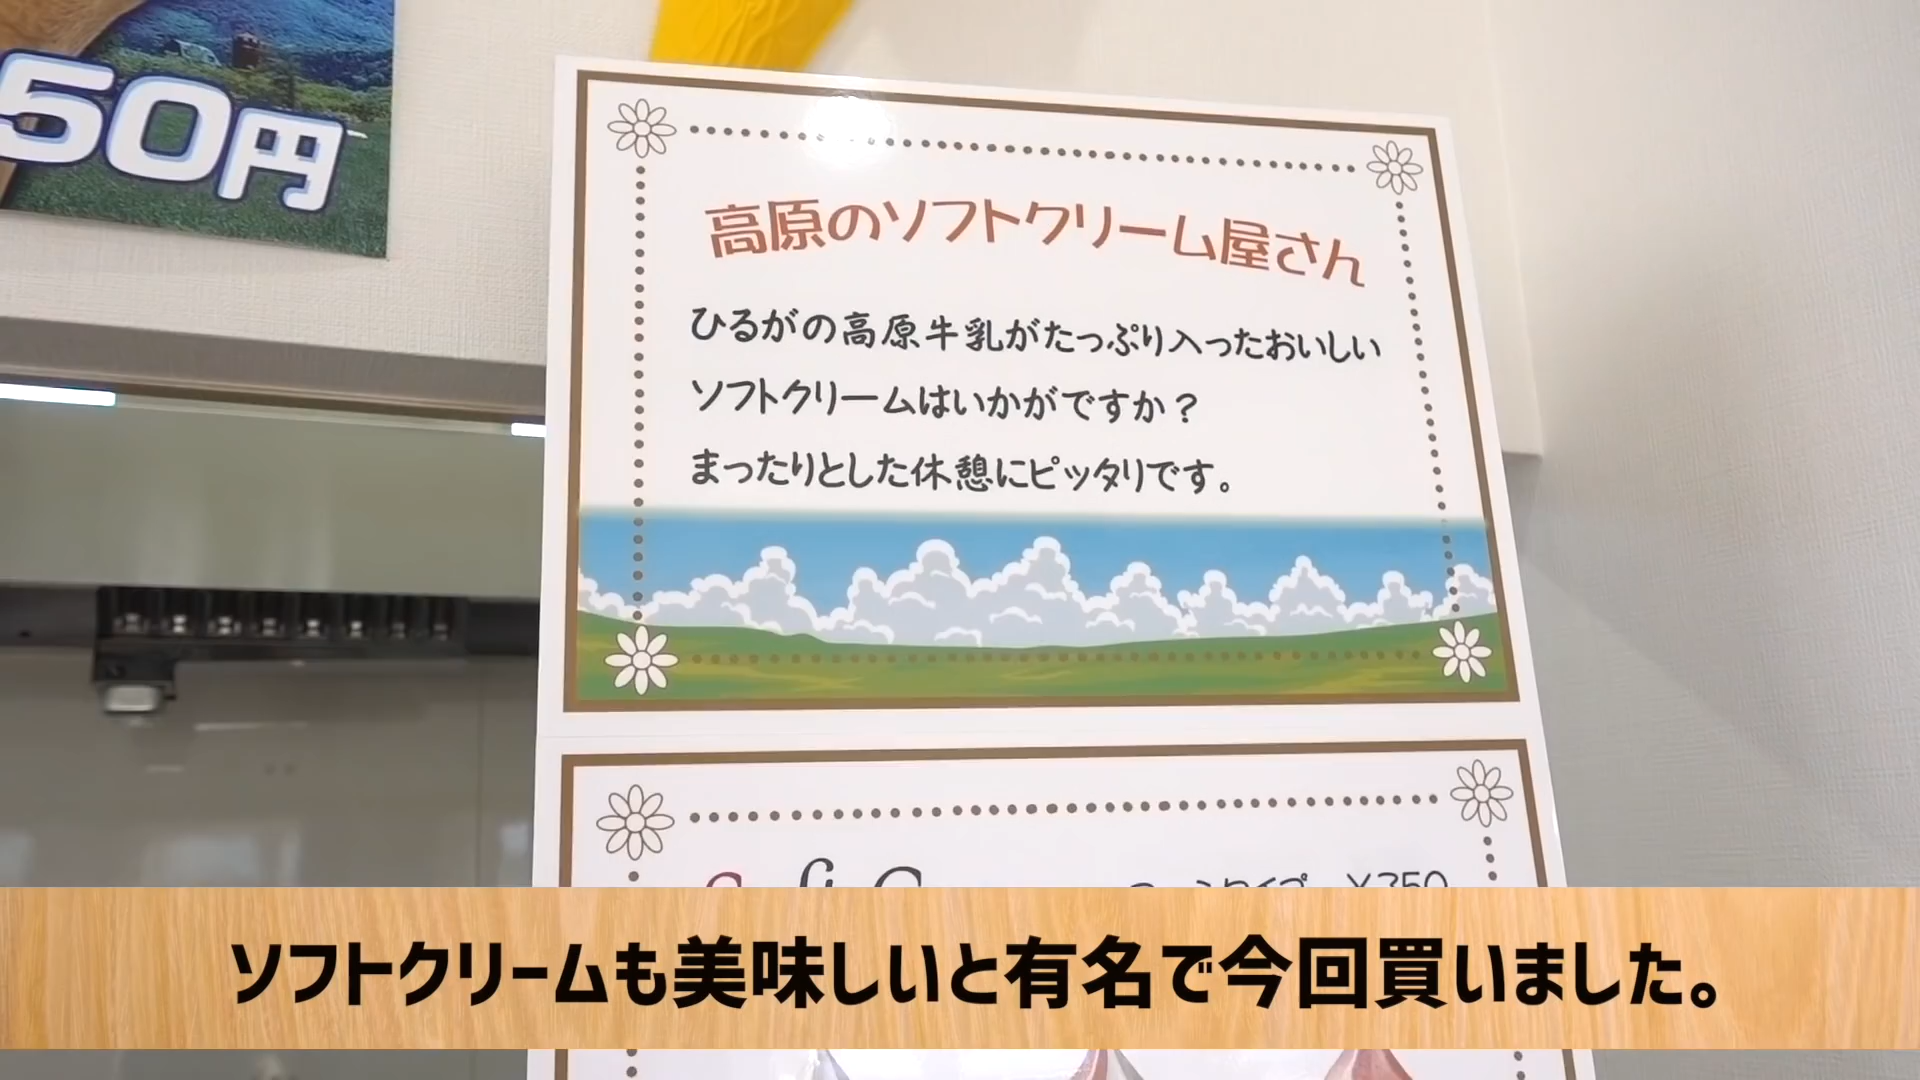 50円
高原のソフトクリーム屋さん
ひるがの高原牛乳がたっぷり入ったおいしい
ソフトクリームはいかがですか？
まったりとした休憩にピッタリです。
¥350
ソフトクリームも美味しいと有名で今回買いました。